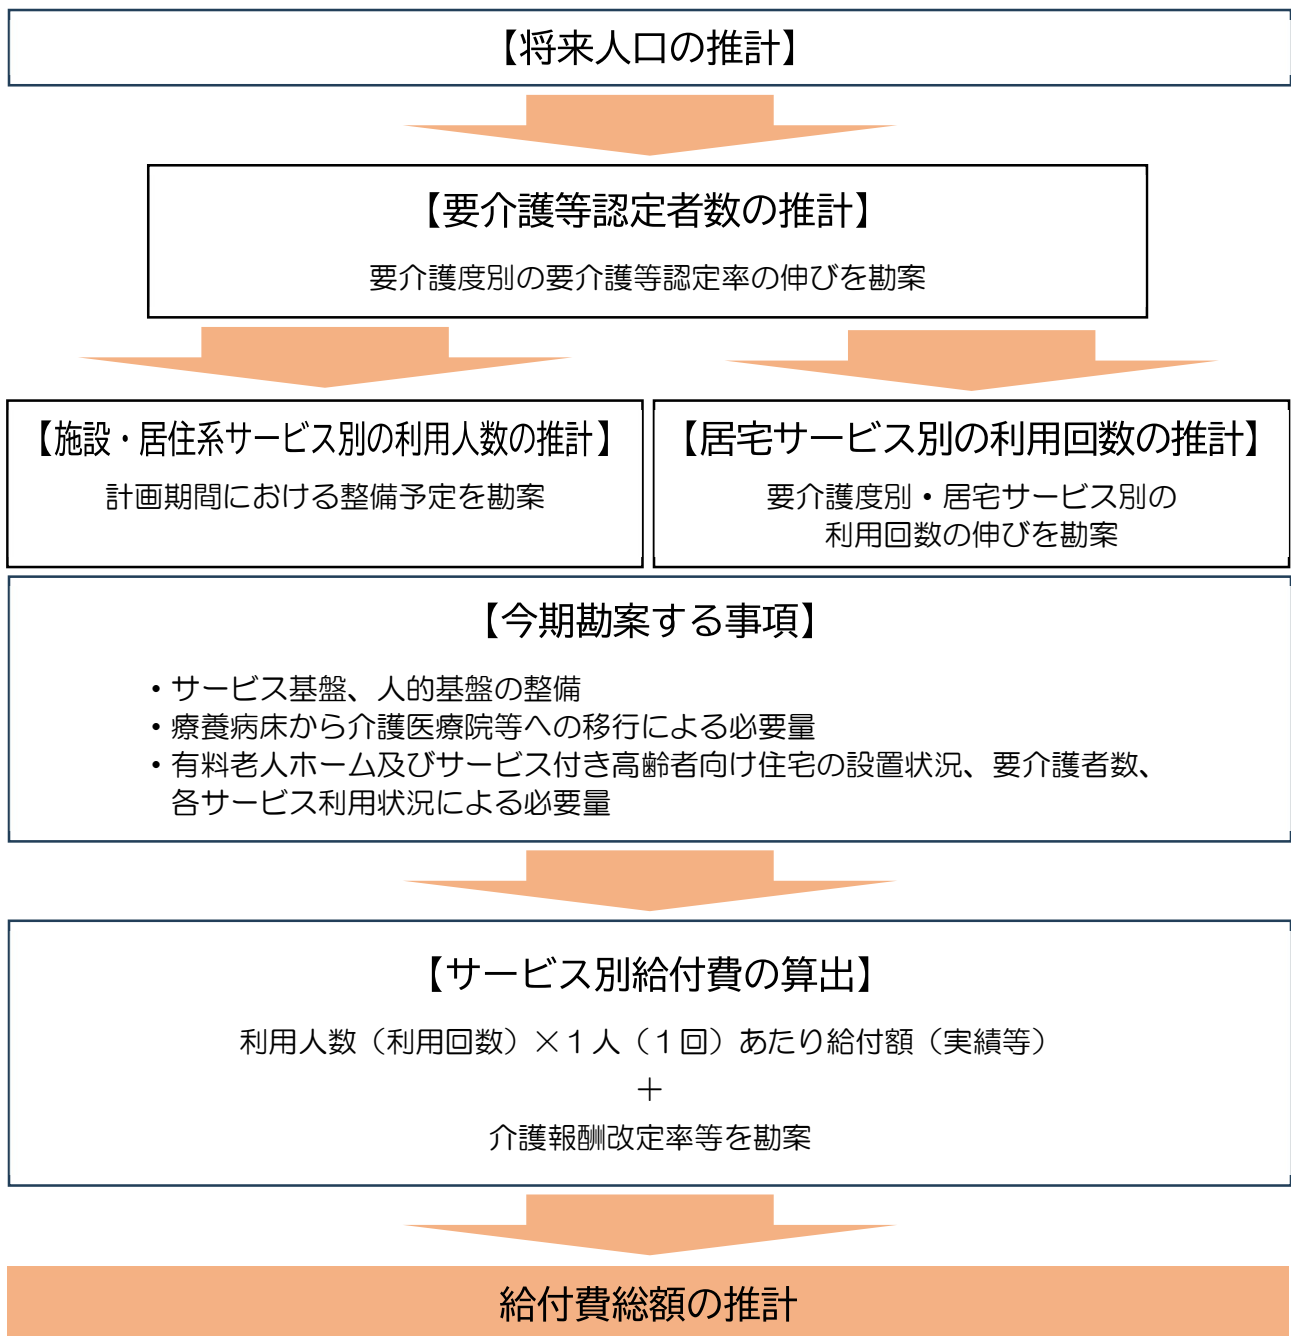 【将来人口の推計】
【要介護等認定者数の推計】
要介護度別の要介護等認定率の伸びを勘案
【施設・居住系サービス別の利用人数の推計】
計画期間における整備予定を勘案
【居宅サービス別の利用回数の推計】
要介護度別・居宅サービス別の
利用回数の伸びを勘案
【今期勘案する事項】
・サービス基盤、人的基盤の整備
・療養病床から介護医療院等への移行による必要量
・有料老人ホーム及びサービス付き高齢者向け住宅の設置状況、要介護者数、
各サービス利用状況による必要量
【サービス別給付費の算出】
利用人数（利用回数）×１人（１回）あたり給付額（実績等）
＋
介護報酬改定率等を勘案
給付費総額の推計